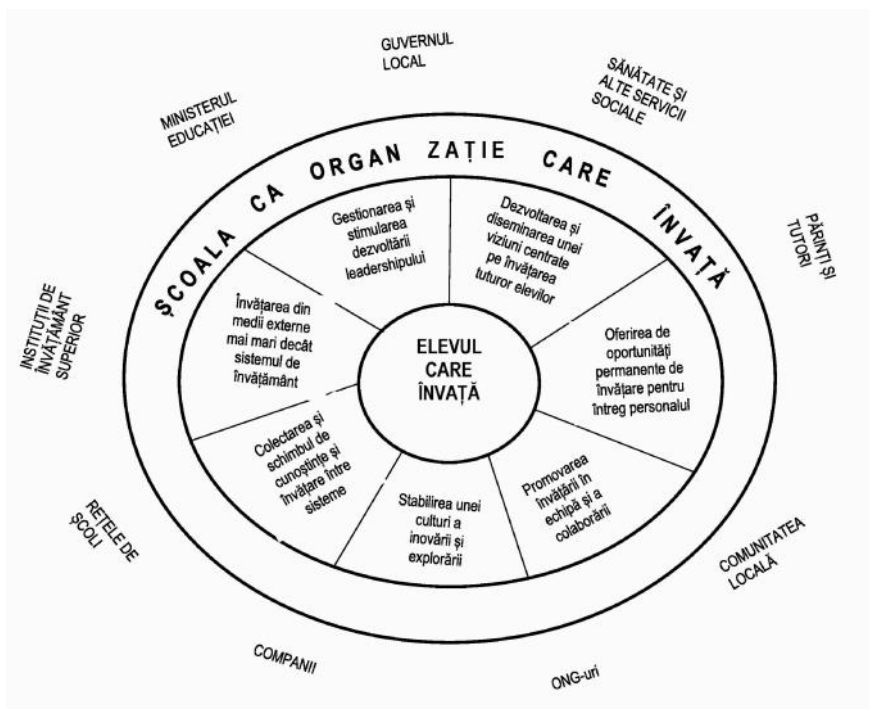 GUVERNUL
LOCAL
SĂNĂTATE ȘI
ALTE SERVICII
SOCIALE
MINISTERUL
EDUCAȚIEI
ȘCOALA CA ORGAN ZAȚIE CARE ÎNVAȚĂ
PĂRINȚI ȘI
TUTORI
INSTITUȚII DE
ÎNVĂȚĂMÂNT
SUPERIOR
Gestionarea și
stimularea
dezvoltării
leadershipului
Dezvoltarea și
diseminarea unei
viziuni centrate
pe învățarea
tuturor elevilor
Învățarea din
medii externe
mai mari decât
sistemul de
învățământ
ELEVUL
CARE
ÎNVAȚĂ
Oferirea de
oportunități
permanente de
învățare pentru
întreg personalul
Colectarea și
schimbul de
cunoștințe și
învățare între
sisteme
Stabilirea unei
culturi a
inovării și
explorării
Promovarea
învățării în
echipă și a
colaborării
REȚELE DE
ȘCOLI
COMUNITATEA
LOCALĂ
COMPANII
ONG-uri